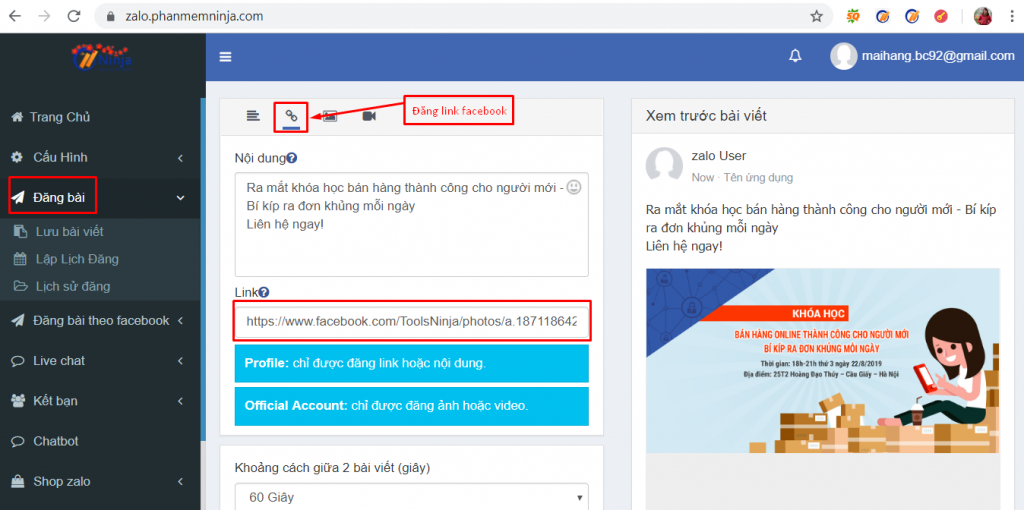 zalo.phanmemninja.com
SQ
Ninja
maihang.bc92@gmail.com
Trang Chủ
Cấu Hình
Đăng bài
Lưu bài viết
Lập Lịch Đăng
Lịch sử đăng
Đăng bài theo facebook
Live chat
Kết bạn
Chatbot
Shop zalo
Đăng link facebook
Nội dung
Ra mắt khóa học bán hàng thành công cho người mới -
Bí kíp ra đơn khủng mỗi ngày
Liên hệ ngay!
Link
https://www.facebook.com/ToolsNinja/photos/a.187118642
Profile: chỉ được đăng link hoặc nội dung.
Official Account: chỉ được đăng ảnh hoặc video.
Khoảng cách giữa 2 bài viết (giây)
60 Giây
Xem trước bài viết
zalo User
Now · Tên ứng dụng
Ra mắt khóa học bán hàng thành công cho người mới - Bí kíp
ra đơn khủng mỗi ngày
Liên hệ ngay!
KHÓA HỌC
BÁN HÀNG ONLINE THÀNH CÔNG CHO NGƯỜI MỚI
BÍ KÍP RA ĐƠN KHỦNG MỖI NGÀY
Thời gian: 18h-21h thứ 3 ngày 22/8/2019
Địa điểm: 25T2 Hoàng Đạo Thúy – Cầu Giấy – Hà Nội